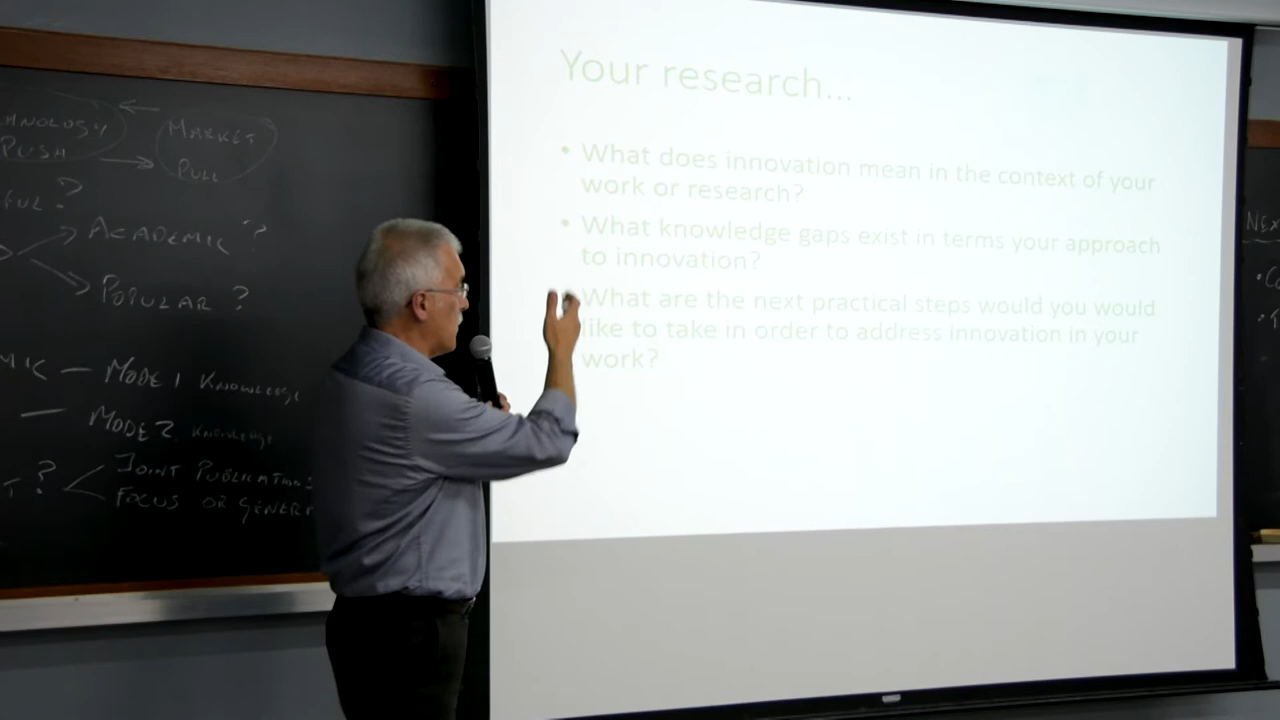 Your research...
• What does innovation mean in the context of your
work or research?
• What knowledge gaps exist in terms your approach
to innovation?
What are the next practical steps would you would
like to take in order to address innovation in your
work?
PUSH
MARKET
PULL
?
ACADEMIC ?
POPULAR ?
— MODE 1 KNOWLEDGE
— MODE 2 KNOWLEDGE
? JOINT PUBLICATION
FOCUS OR